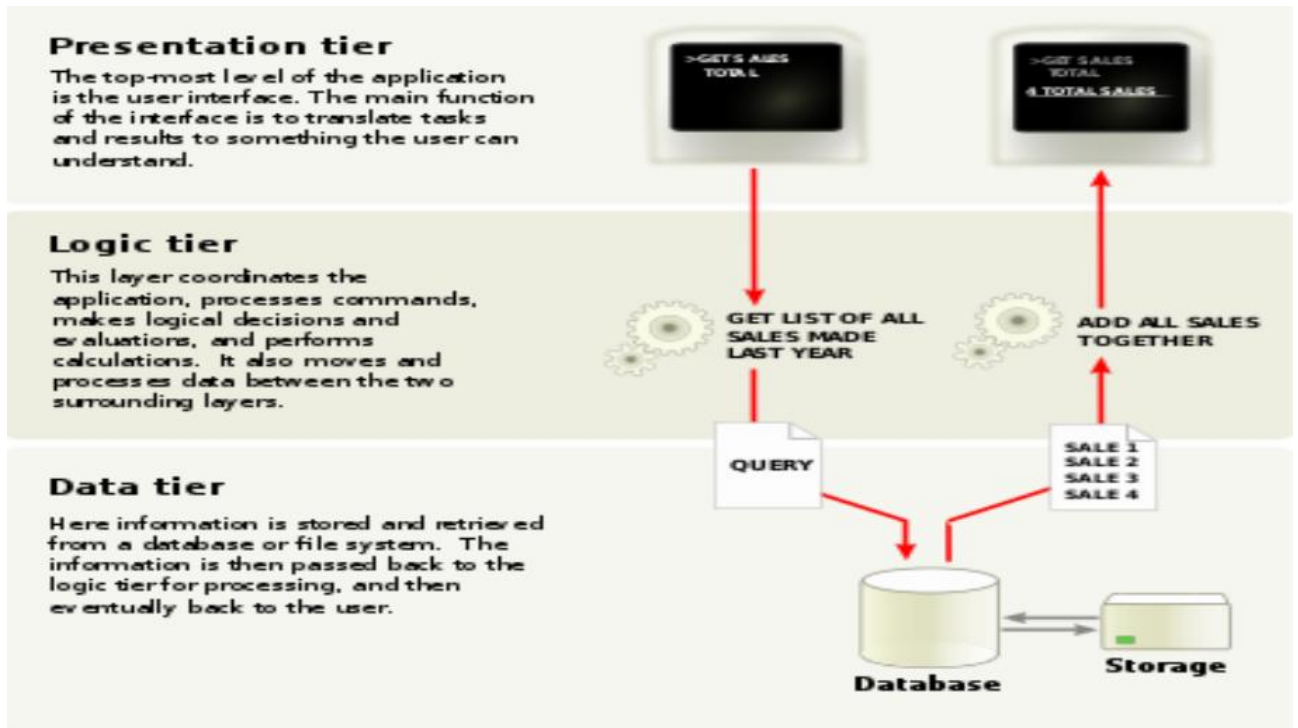 Presentation tier
The top-most level of the application
is the user interface. The main function
of the interface is to translate tasks
and results to something the user can
understand.
>GET SALES
TOTAL
>GET SALES
TOTAL
4 TOTAL SALES
Logic tier
This layer coordinates the
application, processes commands,
makes logical decisions and
evaluations, and performs
calculations. It also moves and
processes data between the two
surrounding layers.
GET LIST OF ALL
SALES MADE
LAST YEAR
ADD ALL SALES
TOGETHER
QUERY
SALE 1
SALE 2
SALE 3
SALE 4
Data tier
Here information is stored and retrieved
from a database or file system. The
information is then passed back to the
logic tier for processing, and then
eventually back to the user.
Database
Storage